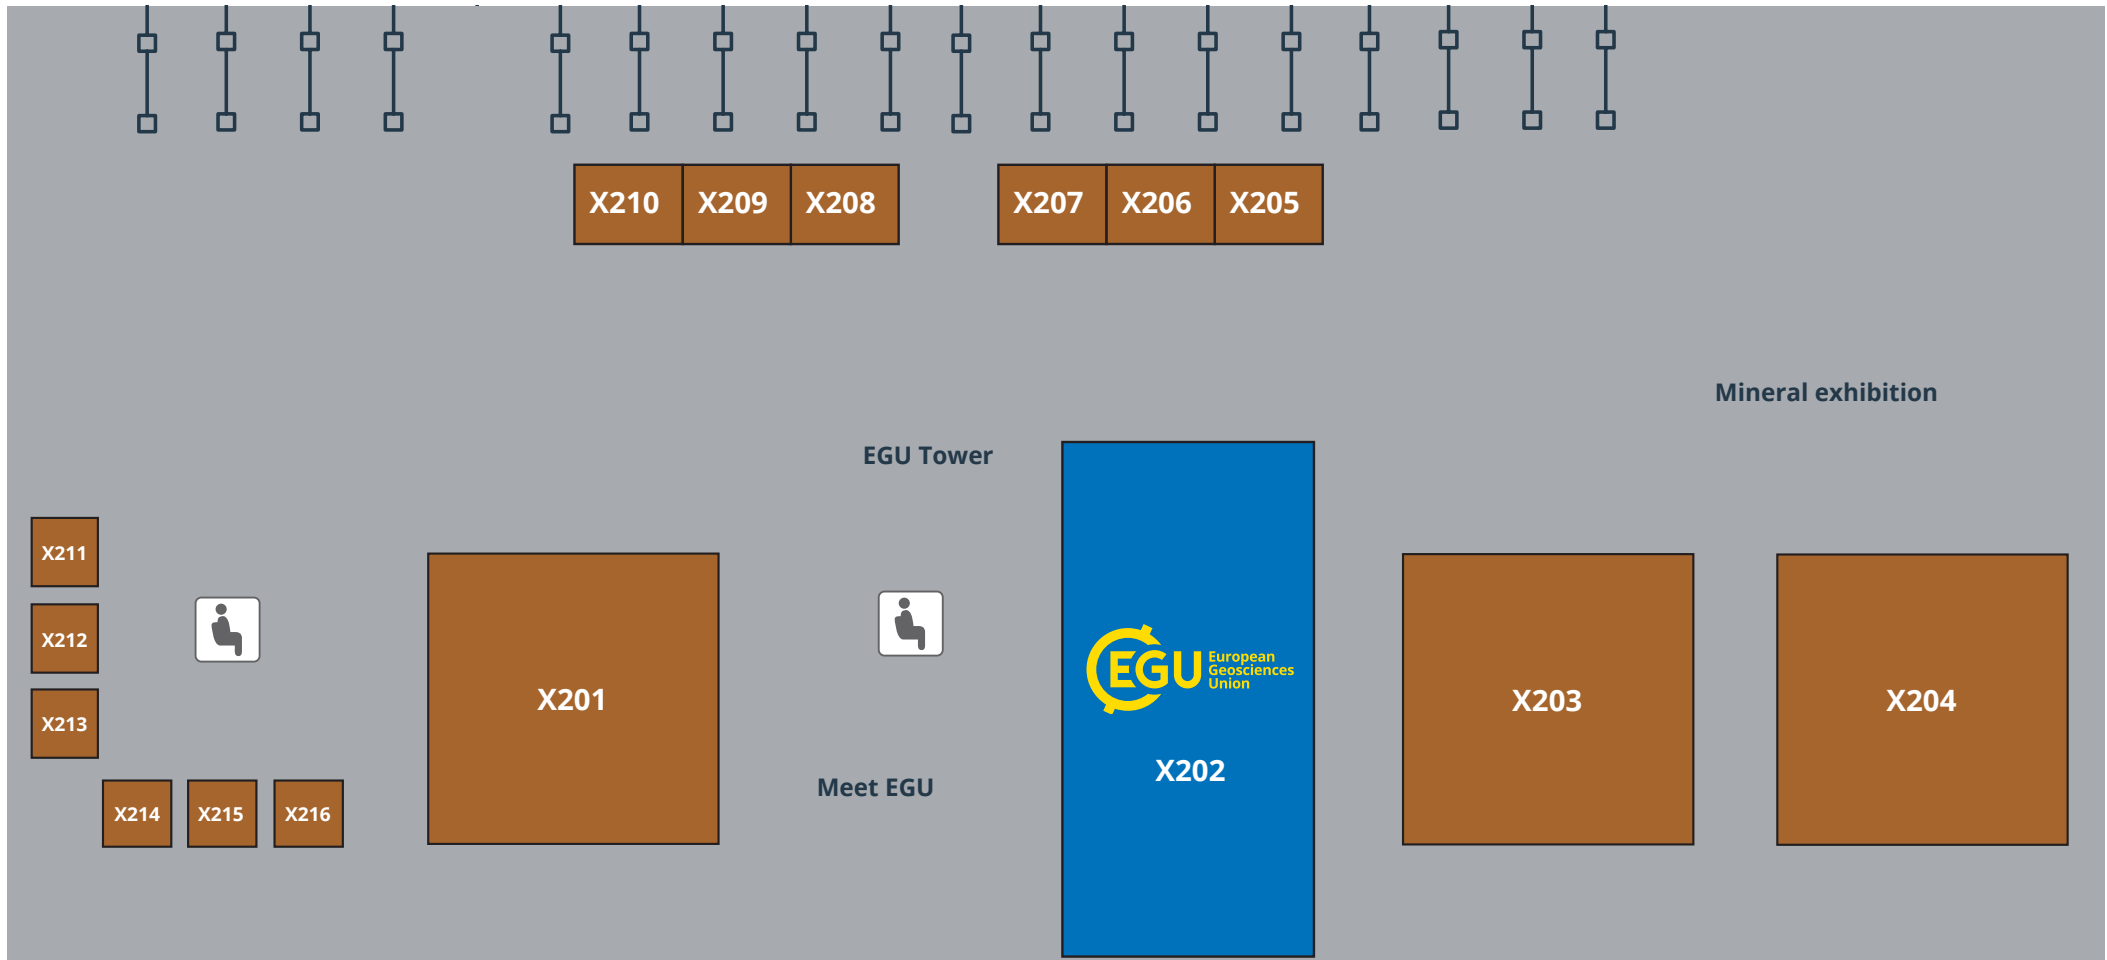 X210 X209 X208 X207 X206 X205
Mineral exhibition
EGU Tower
X211
X212
X213
X214 X215 X216
X201
Meet EGU
EGU
European
Geosciences
Union
X202
X203
X204